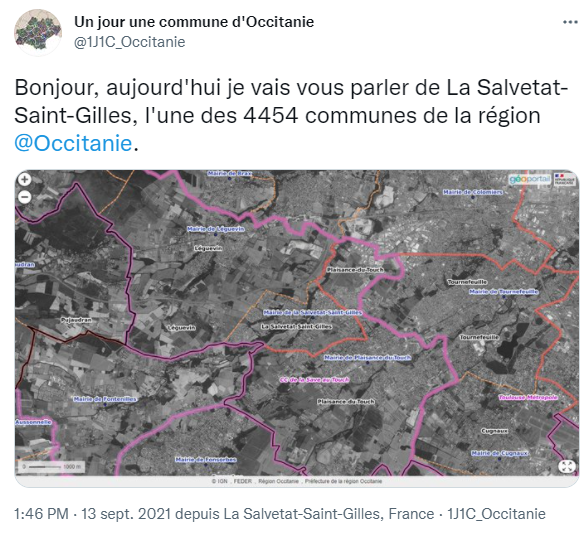 Un jour une commune d'Occitanie
@1J1C_Occitanie
Bonjour, aujourd'hui je vais vous parler de La Salvetat-
Saint-Gilles, l'une des 4454 communes de la région
@Occitanie.
Mairie de Brax
géoportail
Mairie de Colomiers
Mairie de Léguevin
Léguevin
Plaisance-du-Touch
Tournefeuille
Mairie de Tournefeuille
Mairie de la Salvetat-Saint-Gilles
Pujaudran
Léguevin
La Salvetat-Saint-Gilles
Tournefeuille
Mairie de Plaisance-du-Touch
CC de la Save au Touch
Mairie de Fontenilles
Plaisance-du-Touch
Toulouse Métropole
Cugnaux
Mairie de Cugnaux
Mairie de Fonsorbes
0 1000 m
© IGN , FEDER , Région Occitanie , Préfecture de la région Occitanie
1:46 PM · 13 sept. 2021 depuis La Salvetat-Saint-Gilles, France · 1J1C_Occitanie